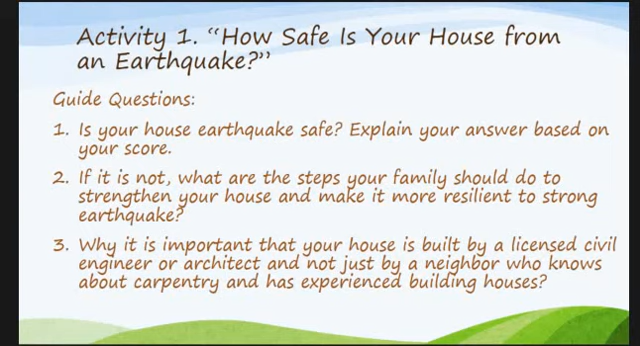 Activity 1. “How Safe Is Your House from
an Earthquake?”
Guide Questions:
1. Is your house earthquake safe? Explain your answer based on
your score.
2. If it is not, what are the steps your family should do to
strengthen your house and make it more resilient to strong
earthquake?
3. Why it is important that your house is built by a licensed civil
engineer or architect and not just by a neighbor who knows
about carpentry and has experienced building houses?